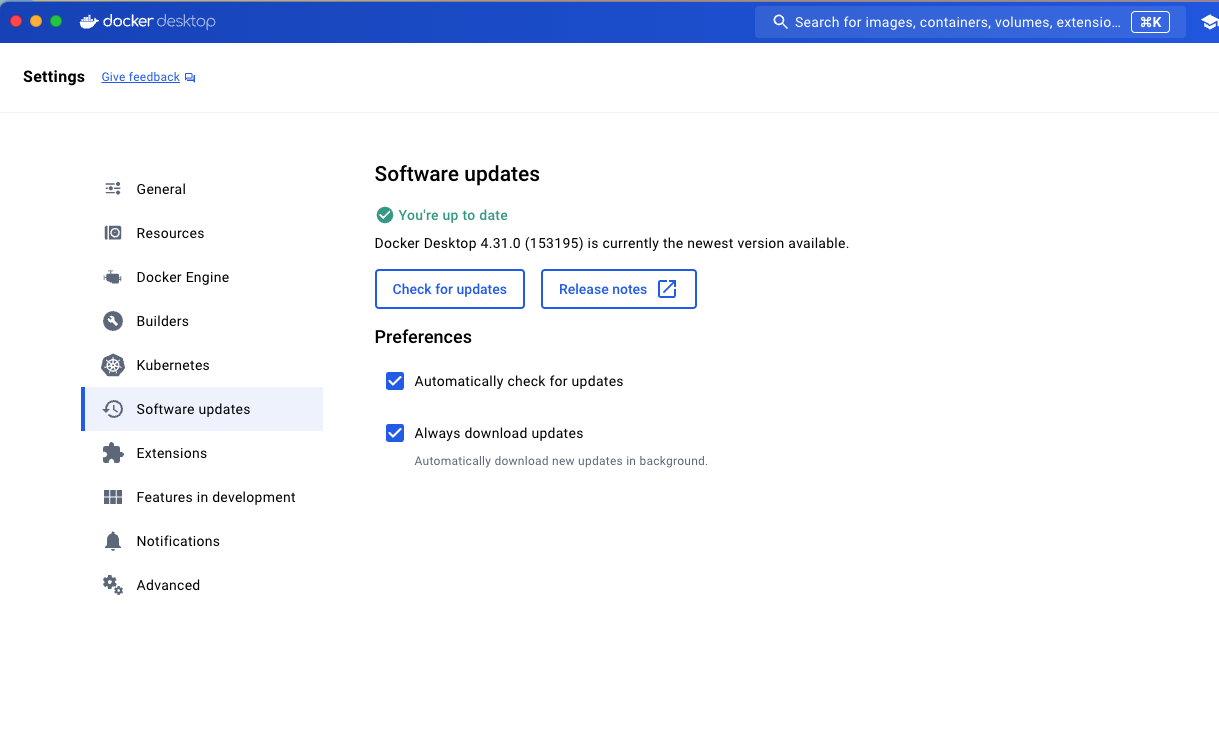 docker desktop
Search for images, containers, volumes, extensio... ⌘K
Settings Give feedback
General
Resources
Docker Engine
Builders
Kubernetes
Software updates
Extensions
Features in development
Notifications
Advanced
Software updates
You're up to date
Docker Desktop 4.31.0 (153195) is currently the newest version available.
Check for updates Release notes
Preferences
Automatically check for updates
Always download updates
Automatically download new updates in background.